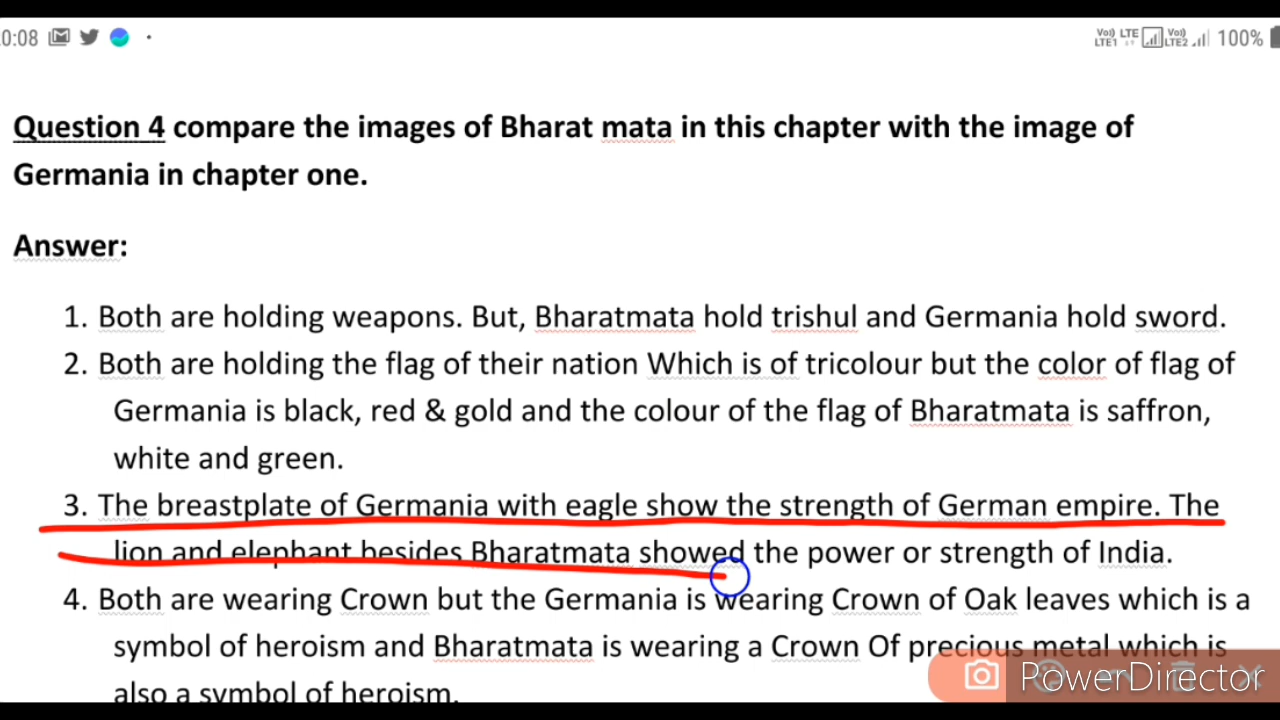 0:08
Vo) LTE1 LTE Vo) LTE2 100%
Question 4 compare the images of Bharat mata in this chapter with the image of
Germania in chapter one.
Answer:
1. Both are holding weapons. But, Bharatmata hold trishul and Germania hold sword.
2. Both are holding the flag of their nation Which is of tricolour but the color of flag of
Germania is black, red & gold and the colour of the flag of Bharatmata is saffron,
white and green.
3. The breastplate of Germania with eagle show the strength of German empire. The
lion and elephant besides Bharatmata showed the power or strength of India.
4. Both are wearing Crown but the Germania is wearing Crown of Oak leaves which is a
symbol of heroism and Bharatmata is wearing a Crown Of precious metal which is
also a symbol of heroism.
PowerDirector